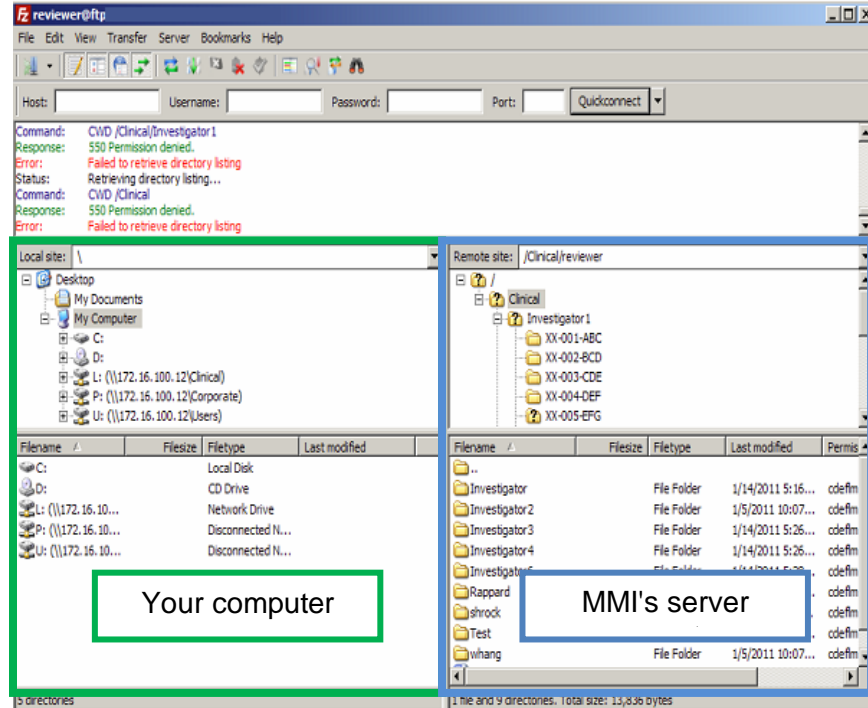 reviewer@ftp
File Edit View Transfer Server Bookmarks Help
Host: Username: Password: Port: Quickconnect
Command: CWD /Clinical/Investigator1
Response: 550 Permission denied.
Error: Failed to retrieve directory listing
Status: Retrieving directory listing...
Command: CWD /Clinical
Response: 550 Permission denied.
Error: Failed to retrieve directory listing
Local site: \
Desktop
My Documents
My Computer
C:
D:
L: (\\172.16.100.12\Clinical)
P: (\\172.16.100.12\Corporate)
U: (\\172.16.100.12\Users)
Filename Filesize Filetype Last modified
C: Local Disk
D: CD Drive
L: (\\172.16.10... Network Drive
P: (\\172.16.10... Disconnected N...
U: (\\172.16.10... Disconnected N...
Your computer
5 directories
Remote site: /Clinical/reviewer
/
Clinical
Investigator1
XX-001-ABC
XX-002-BCD
XX-003-CDE
XX-004-DEF
XX-005-EFG
Filename Filesize Filetype Last modified Permis
..
Investigator File Folder 1/14/2011 5:16... cdeflm
Investigator2 File Folder 1/5/2011 10:07... cdeflm
Investigator3 File Folder 1/14/2011 5:26... cdeflm
Investigator4 File Folder 1/14/2011 5:26... cdeflm
File Folder cdeflm
Rappard cdeflm
shrock cdeflm
Test cdeflm
whang File Folder 1/5/2011 10:07... cdeflm
MMI's server
1 file and 9 directories. Total size: 13,836 bytes